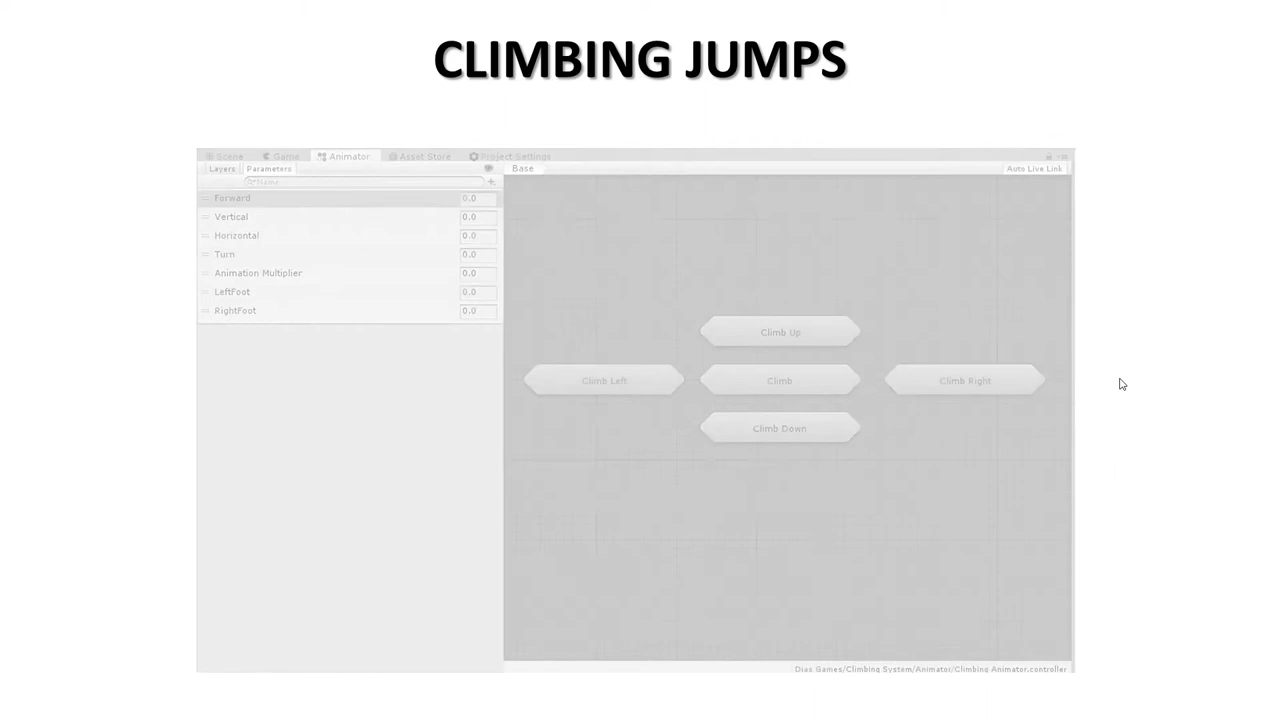 CLIMBING JUMPS
Scene Game Animator Asset Store Project Settings
Layers Parameters Base Auto Live Link
Name
Forward 0.0
Vertical 0.0
Horizontal 0.0
Turn 0.0
Animation Multiplier 0.0
LeftFoot 0.0
RightFoot 0.0
Climb Up
Climb Left Climb Climb Right
Climb Down
Dias Games/Climbing System/Animator/Climbing Animator.controller